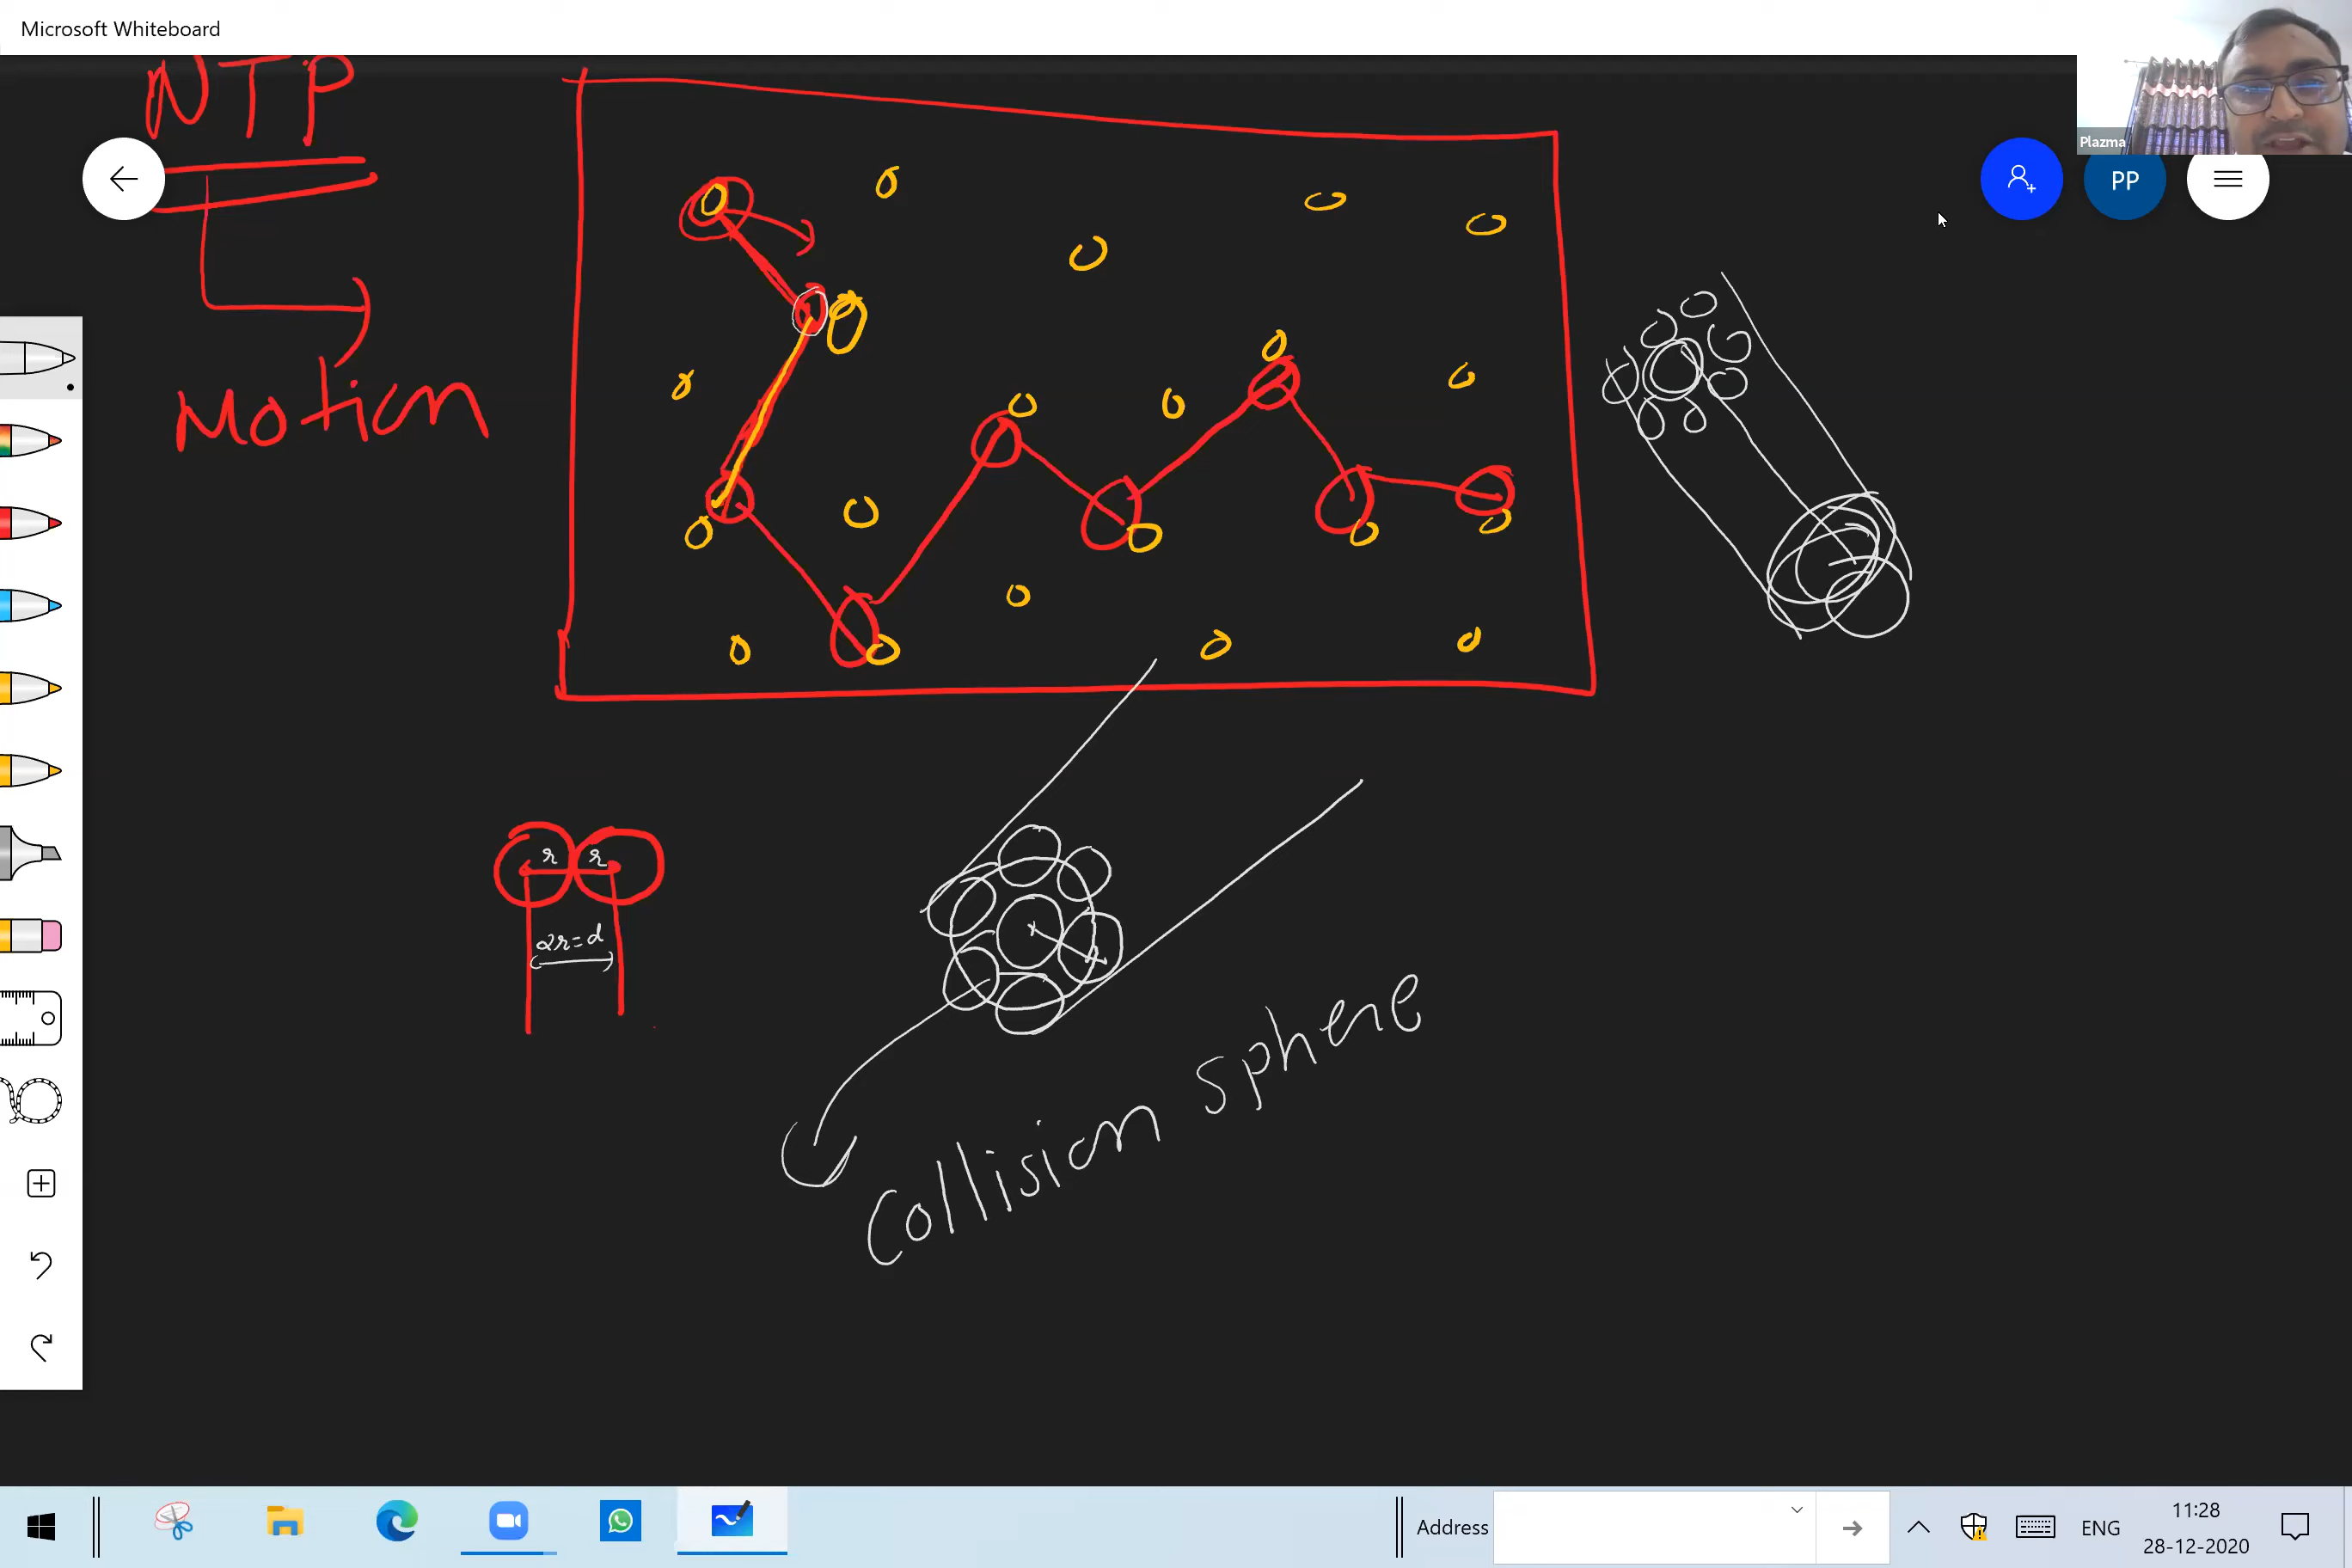 Microsoft Whiteboard
NTP
Plazma
PP
Motion
r r
2r=d
Collision sphere
Address
ENG
11:28
28-12-2020